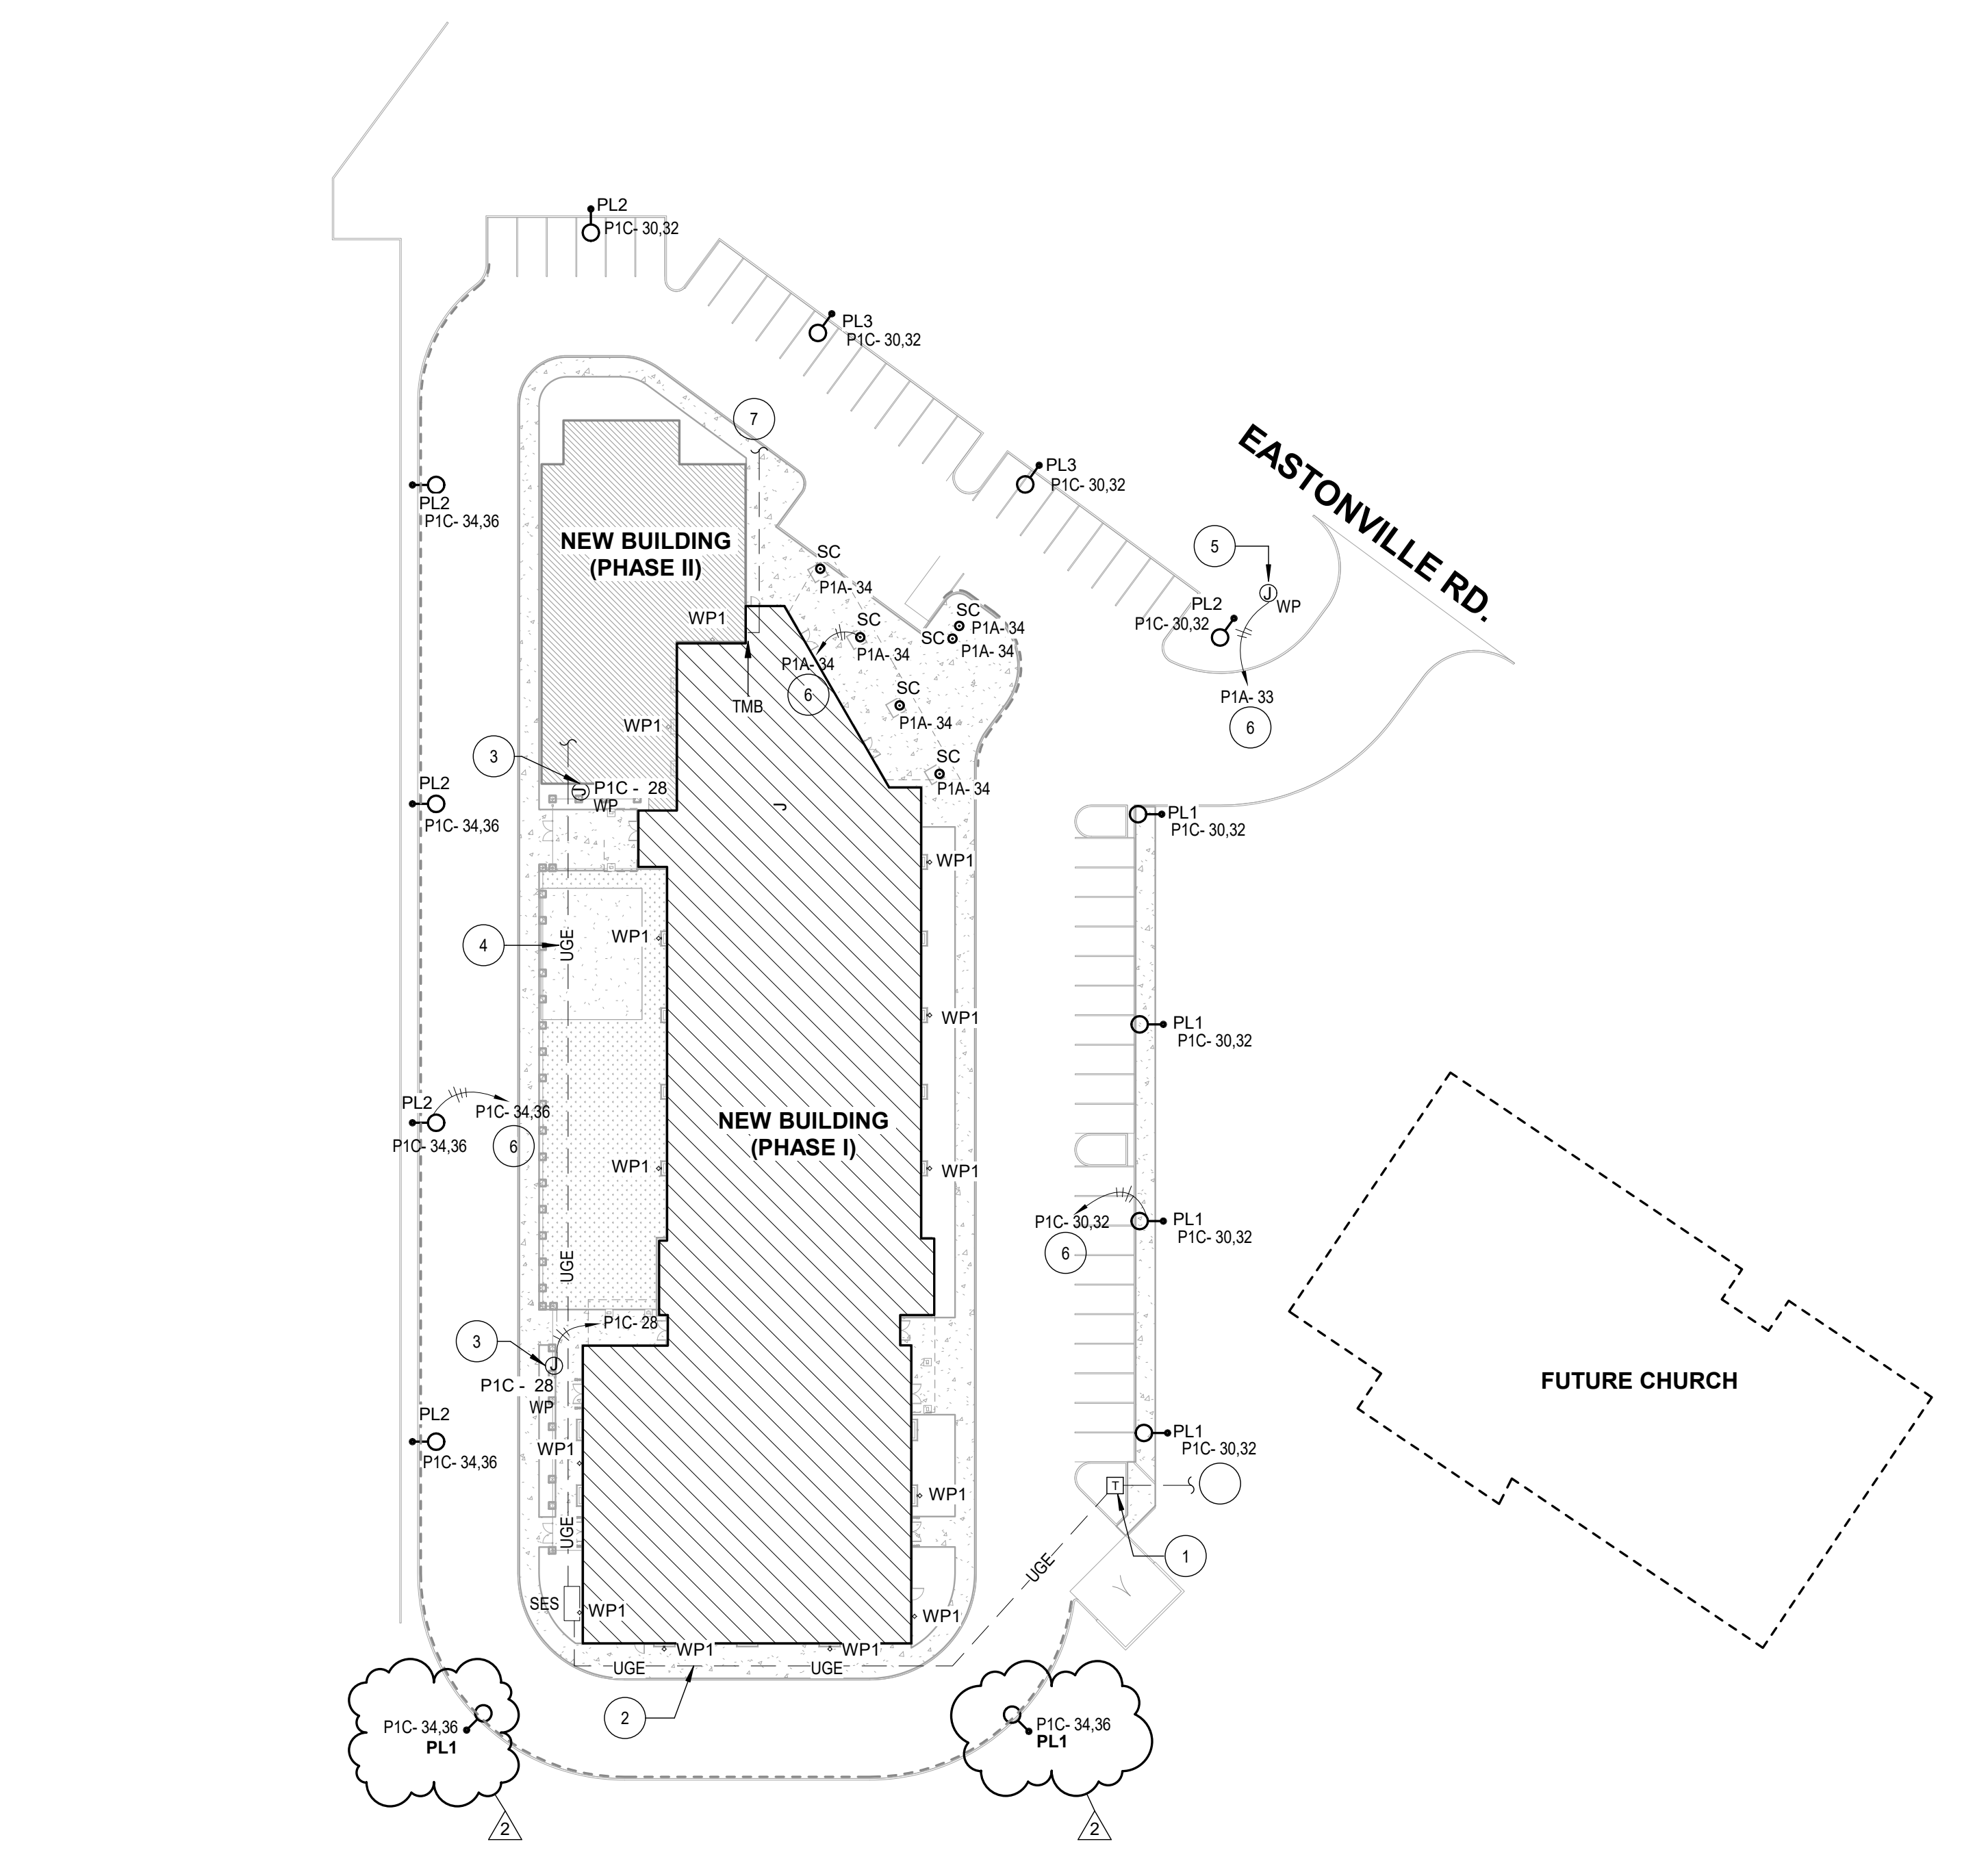 PL2
P1C- 30,32
PL3
P1C- 30,32
7
EASTONVILLE RD.
PL3
P1C- 30,32
PL2
P1C- 34,36
NEW BUILDING
(PHASE II)
5
J
WP
SC
P1A- 34
PL2
P1C- 30,32
WP1
SC
P1A- 34
SC
P1A- 34
SC
P1A- 34
P1A- 34
6
TMB
SC
P1A- 34
P1A- 33
6
WP1
3
J
P1C - 28
WP
SC
P1A- 34
J
PL2
P1C- 34,36
PL1
P1C- 30,32
WP1
4
UGE
WP1
WP1
PL1
P1C- 30,32
PL2
P1C- 34,36
P1C- 34,36
6
NEW BUILDING
(PHASE I)
WP1
WP1
P1C- 30,32
6
PL1
P1C- 30,32
UGE
3
P1C- 28
J
P1C - 28
WP
FUTURE CHURCH
PL2
P1C- 34,36
WP1
PL1
P1C- 30,32
WP1
T
UGE
1
UGE
SES
WP1
WP1
WP1
WP1
UGE
UGE
2
P1C- 34,36
PL1
P1C- 34,36
PL1
2
2